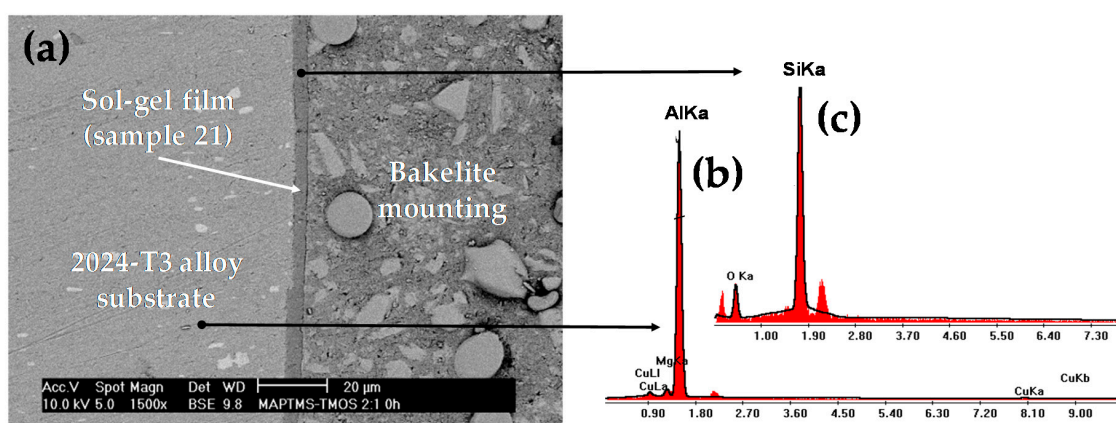 (a)
Sol-gel film
(sample 21)
Bakelite
mounting
2024-T3 alloy
substrate
Acc.V Spot Magn Det WD 20 µm
10.0 kV 5.0 1500x BSE 9.8 MAPTMS-TMOS 2:1 0h
SiKa
(c)
O Ka
1.00 1.90 2.80 3.70 4.60 5.50 6.40 7.30
AlKa
(b)
MgKa
CuLl
CuLa
CuKa
CuKb
0.90 1.80 2.70 3.60 4.50 5.40 6.30 7.20 8.10 9.00